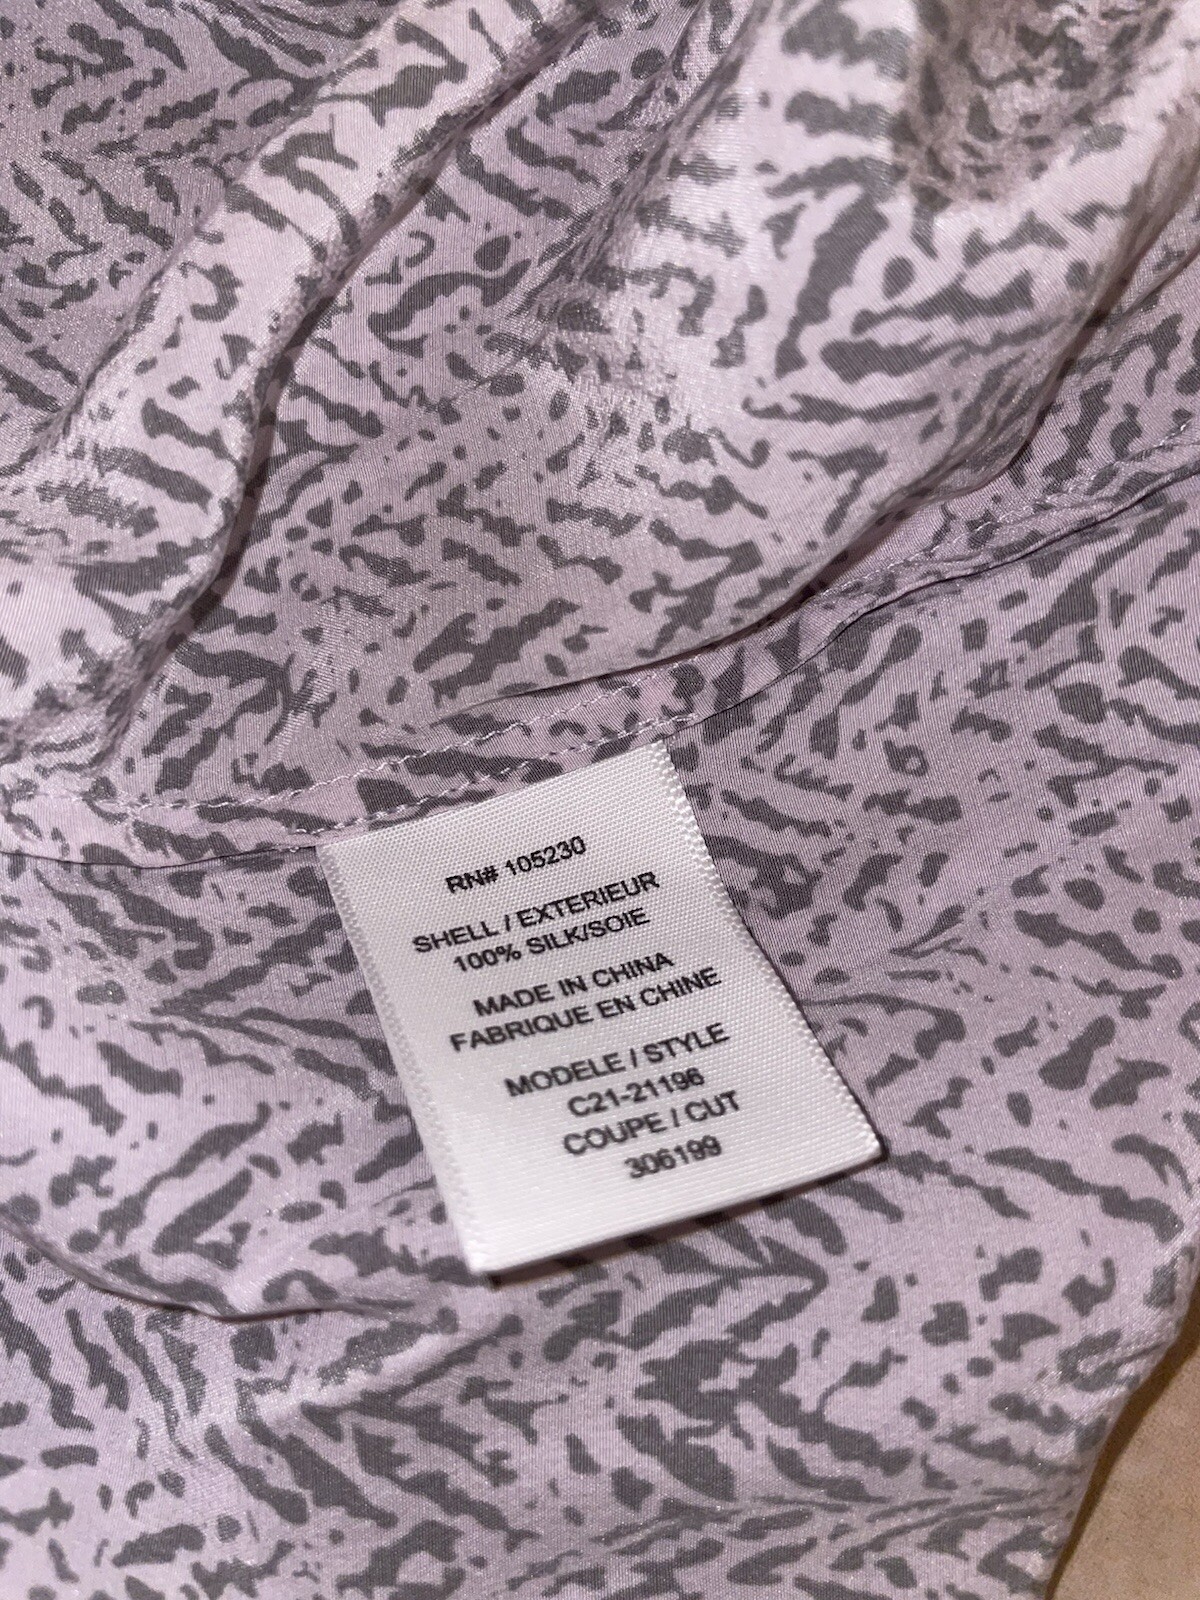 RN# 105230
SHELL / EXTERIEUR
100% SILK/SOIE
MADE IN CHINA
FABRIQUE EN CHINE
MODELE / STYLE
C21-21196
COUPE / CUT
306199